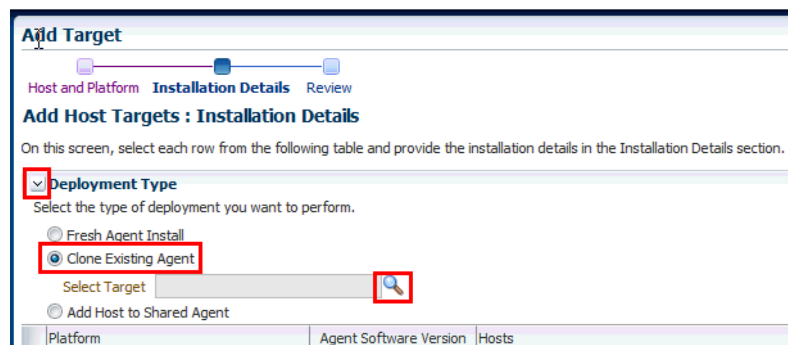 Add Target
Host and Platform Installation Details Review
Add Host Targets : Installation Details
On this screen, select each row from the following table and provide the installation details in the Installation Details section.
Deployment Type
Select the type of deployment you want to perform.
Fresh Agent Install
Clone Existing Agent
Select Target
Add Host to Shared Agent
Platform Agent Software Version Hosts